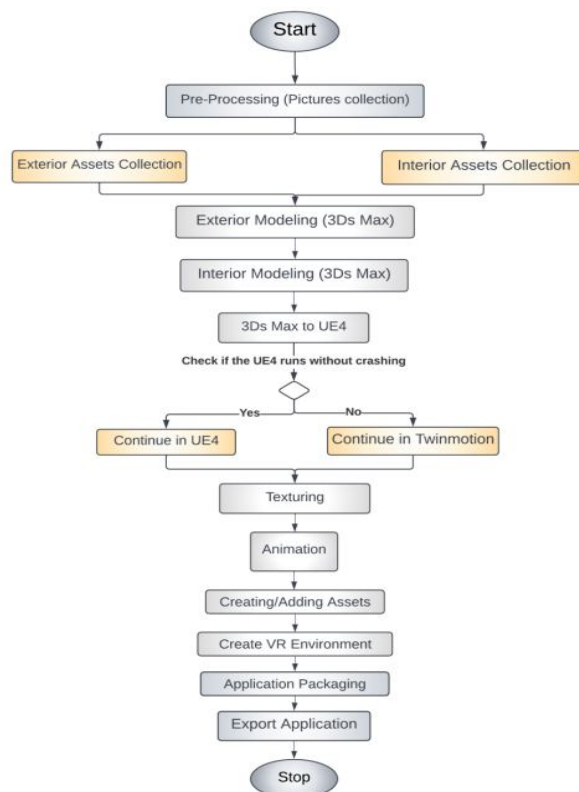 Start
Pre-Processing (Pictures collection)
Exterior Assets Collection
Interior Assets Collection
Exterior Modeling (3Ds Max)
Interior Modeling (3Ds Max)
3Ds Max to UE4
Check if the UE4 runs without crashing
Yes
No
Continue in UE4
Continue in Twinmotion
Texturing
Animation
Creating/Adding Assets
Create VR Environment
Application Packaging
Export Application
Stop